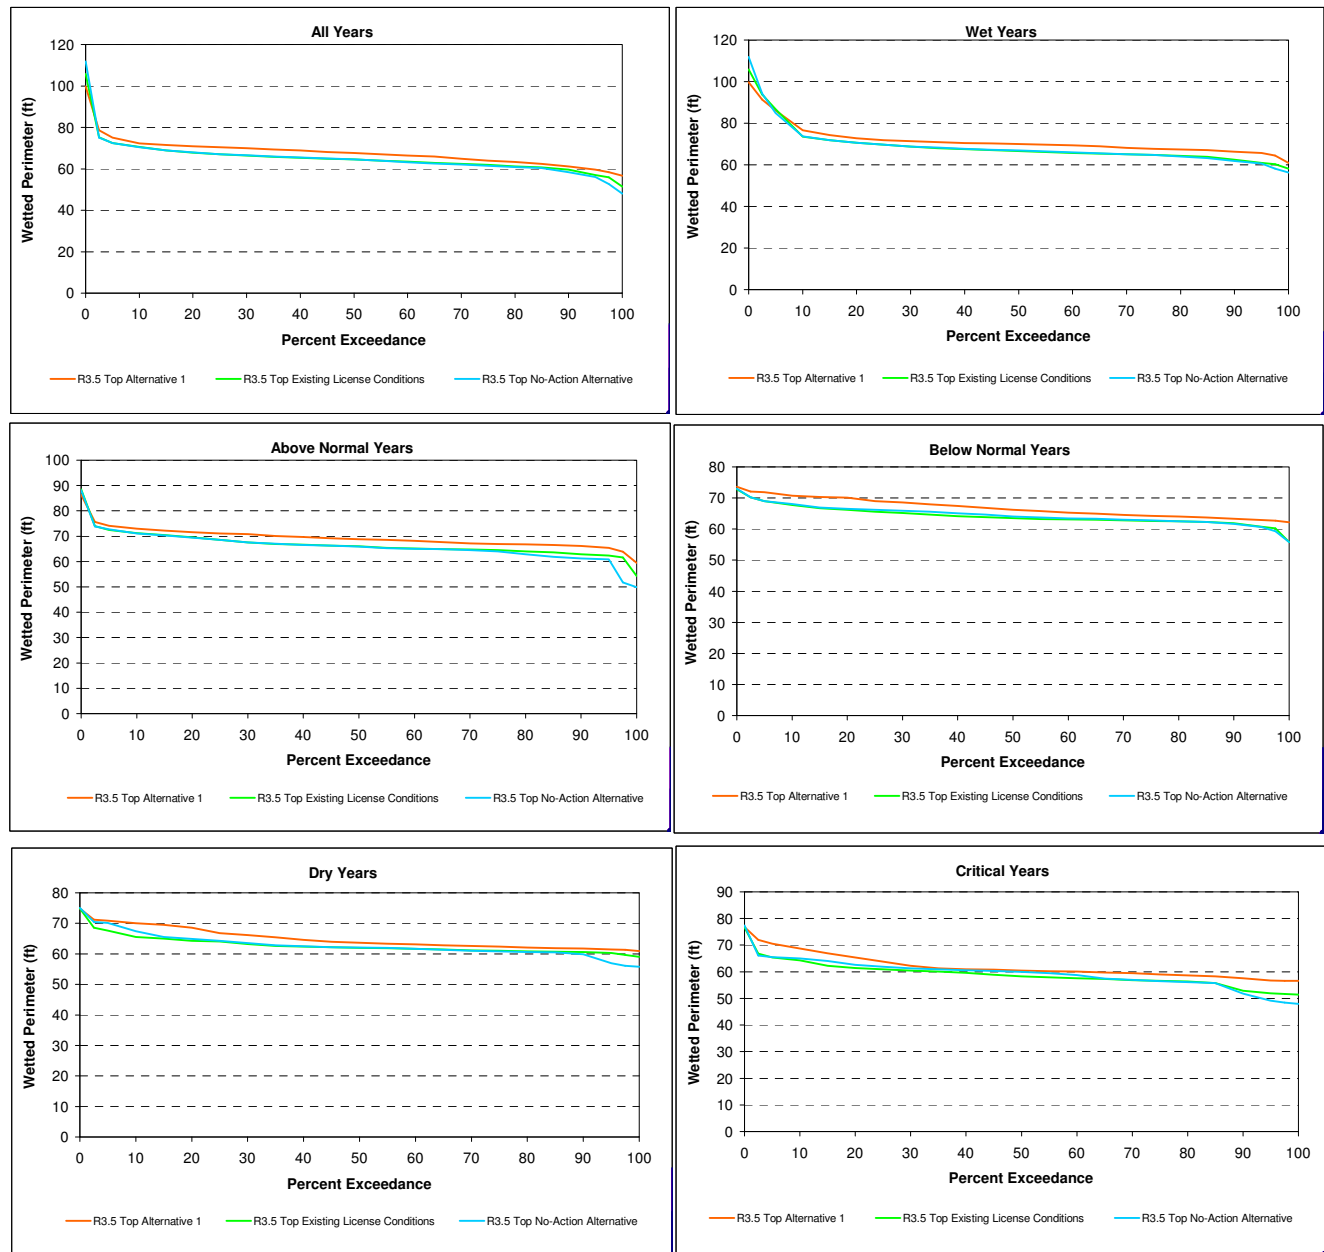 All Years
120
100
80
60
40
20
0
Wetted Perimeter (ft)
0 10 20 30 40 50 60 70 80 90 100
Percent Exceedance
R3.5 Top Alternative 1 R3.5 Top Existing License Conditions R3.5 Top No-Action Alternative
Wet Years
120
100
80
60
40
20
0
Wetted Perimeter (ft)
0 10 20 30 40 50 60 70 80 90 100
Percent Exceedance
R3.5 Top Alternative 1 R3.5 Top Existing License Conditions R3.5 Top No-Action Alternative
Above Normal Years
100
90
80
70
60
50
40
30
20
10
0
Wetted Perimeter (ft)
0 10 20 30 40 50 60 70 80 90 100
Percent Exceedance
R3.5 Top Alternative 1 R3.5 Top Existing License Conditions R3.5 Top No-Action Alternative
Below Normal Years
80
70
60
50
40
30
20
10
0
Wetted Perimeter (ft)
0 10 20 30 40 50 60 70 80 90 100
Percent Exceedance
R3.5 Top Alternative 1 R3.5 Top Existing License Conditions R3.5 Top No-Action Alternative
Dry Years
80
70
60
50
40
30
20
10
0
Wetted Perimeter (ft)
0 10 20 30 40 50 60 70 80 90 100
Percent Exceedance
R3.5 Top Alternative 1 R3.5 Top Existing License Conditions R3.5 Top No-Action Alternative
Critical Years
90
80
70
60
50
40
30
20
10
0
Wetted Perimeter (ft)
0 10 20 30 40 50 60 70 80 90 100
Percent Exceedance
R3.5 Top Alternative 1 R3.5 Top Existing License Conditions R3.5 Top No-Action Alternative